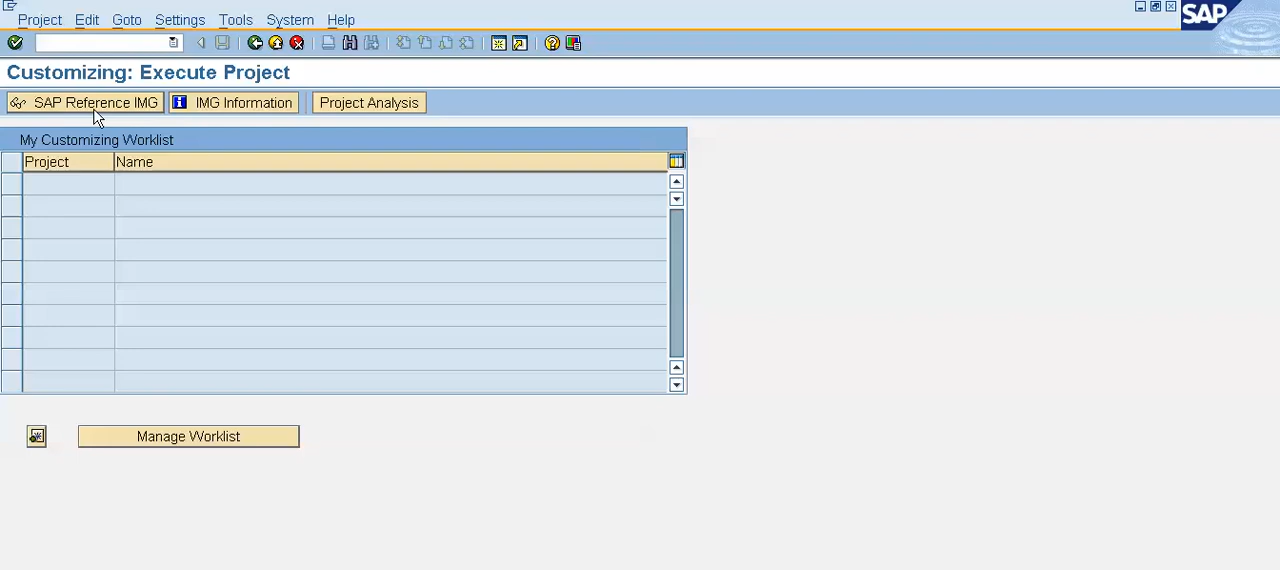 Project Edit Goto Settings Tools System Help
SAP
Customizing: Execute Project
SAP Reference IMG IMG Information Project Analysis
My Customizing Worklist
Project Name
Manage Worklist